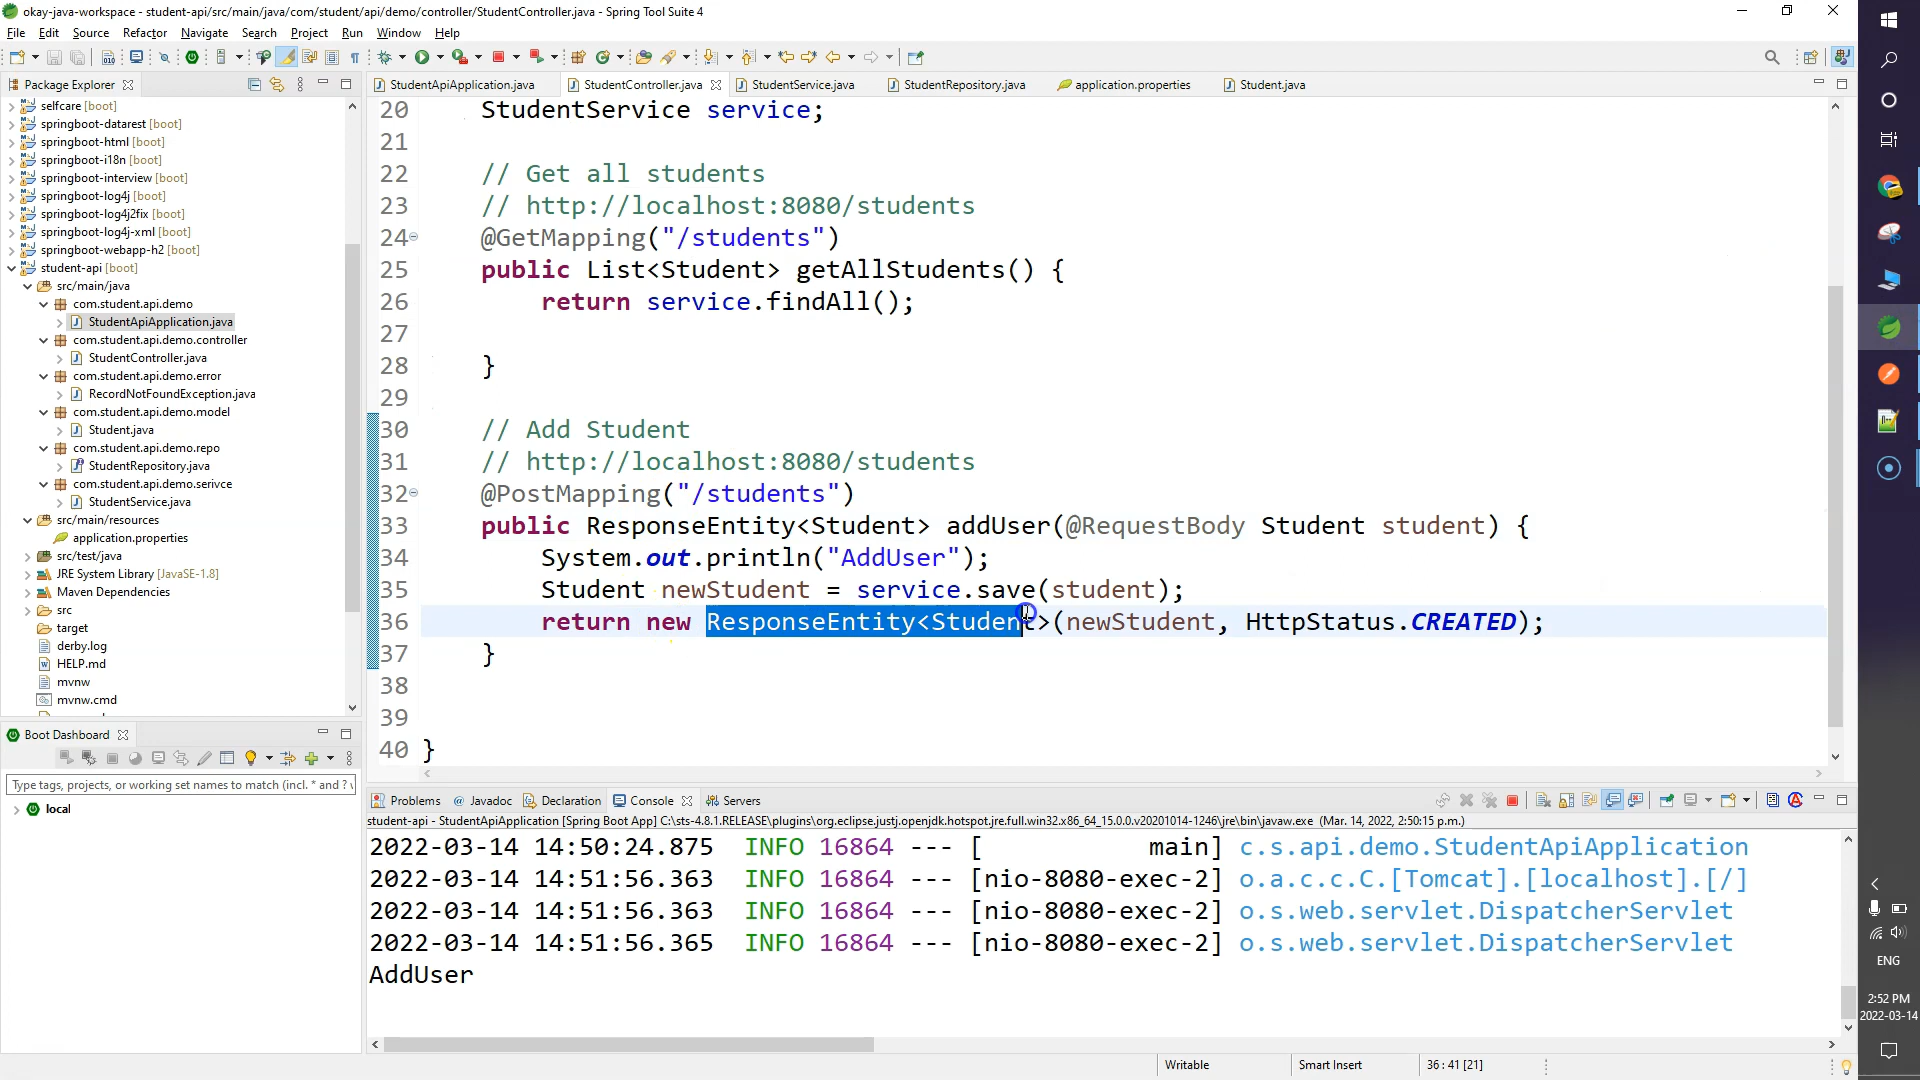 okay-java-workspace - student-api/src/main/java/com/student/api/demo/controller/StudentController.java - Spring Tool Suite 4
File Edit Source Refactor Navigate Search Project Run Window Help
Package Explorer
selfcare [boot]
springboot-datarest [boot]
springboot-html [boot]
springboot-i18n [boot]
springboot-interview [boot]
springboot-log4j [boot]
springboot-log4j2fix [boot]
springboot-log4j-xml [boot]
springboot-webapp-h2 [boot]
student-api [boot]
src/main/java
com.student.api.demo
StudentApiApplication.java
com.student.api.demo.controller
StudentController.java
com.student.api.demo.error
RecordNotFoundException.java
com.student.api.demo.model
Student.java
com.student.api.demo.repo
StudentRepository.java
com.student.api.demo.serivce
StudentService.java
src/main/resources
application.properties
src/test/java
JRE System Library [JavaSE-1.8]
Maven Dependencies
src
target
derby.log
HELP.md
mvnw
mvnw.cmd
Boot Dashboard
Type tags, projects, or working set names to match (incl. * and ?
local
StudentApiApplication.java StudentController.java StudentService.java StudentRepository.java application.properties Student.java
20 StudentService service;
21
22 // Get all students
23 // http://localhost:8080/students
24 @GetMapping("/students")
25 public List<Student> getAllStudents() {
26 return service.findAll();
27
28 }
29
30 // Add Student
31 // http://localhost:8080/students
32 @PostMapping("/students")
33 public ResponseEntity<Student> addUser(@RequestBody Student student) {
34 System.out.println("AddUser");
35 Student newStudent = service.save(student);
36 return new ResponseEntity<Student>(newStudent, HttpStatus.CREATED);
37 }
38
39
40 }
Problems Javadoc Declaration Console Servers
student-api - StudentApiApplication [Spring Boot App] C:\sts-4.8.1.RELEASE\plugins\org.eclipse.justj.openjdk.hotspot.jre.full.win32.x86_64_15.0.0.v20201014-1246\jre\bin\javaw.exe (Mar. 14, 2022, 2:50:15 p.m.)
2022-03-14 14:50:24.875 INFO 16864 --- [ main] c.s.api.demo.StudentApiApplication
2022-03-14 14:51:56.363 INFO 16864 --- [nio-8080-exec-2] o.a.c.c.C.[Tomcat].[localhost].[/]
2022-03-14 14:51:56.363 INFO 16864 --- [nio-8080-exec-2] o.s.web.servlet.DispatcherServlet
2022-03-14 14:51:56.365 INFO 16864 --- [nio-8080-exec-2] o.s.web.servlet.DispatcherServlet
AddUser
Writable Smart Insert 36 : 41 [21]
ENG
2:52 PM
2022-03-14